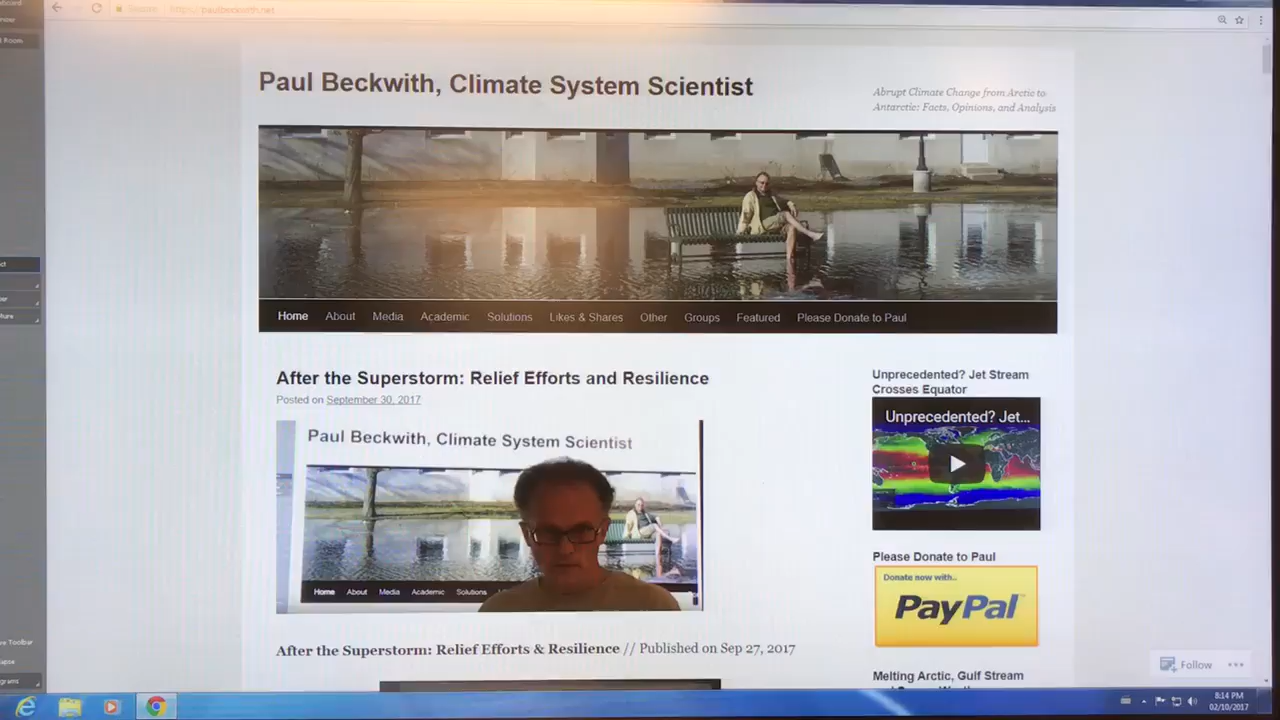 Secure
https://paulbeckwith.net
Paul Beckwith, Climate System Scientist
Abrupt Climate Change from Arctic to
Antarctic: Facts, Opinions, and Analysis
Home About Media Academic Solutions Likes & Shares Other Groups Featured Please Donate to Paul
After the Superstorm: Relief Efforts and Resilience
Posted on September 30, 2017
Paul Beckwith, Climate System Scientist
Home About Media Academic Solutions
After the Superstorm: Relief Efforts & Resilience // Published on Sep 27, 2017
Unprecedented? Jet Stream
Crosses Equator
Unprecedented? Jet...
Please Donate to Paul
Donate now with..
PayPal
Melting Arctic, Gulf Stream
Follow
8:14 PM
02/10/2017